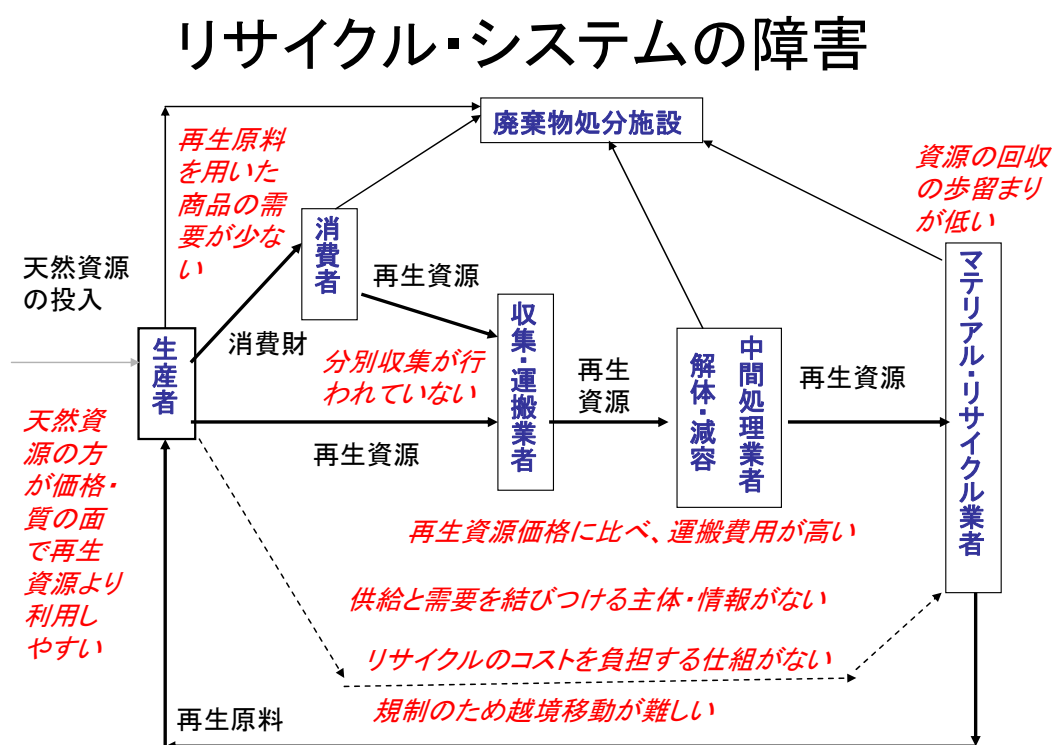 リサイクル・システムの障害
廃棄物処分施設
再生原料
を用いた
商品の需
要が少な
い
資源の回収
の歩留まり
が低い
消費者
天然資源
の投入
再生資源
マテリアル・リサイクル業者
生産者
消費財
収集・運搬業者
分別収集が行
われていない
再生
資源
中間処理業者
解体・減容
再生資源
再生資源
天然資
源の方
が価格・
質の面
で再生
資源より
利用し
やすい
再生資源価格に比べ、運搬費用が高い
供給と需要を結びつける主体・情報がない
リサイクルのコストを負担する仕組がない
規制のため越境移動が難しい
再生原料